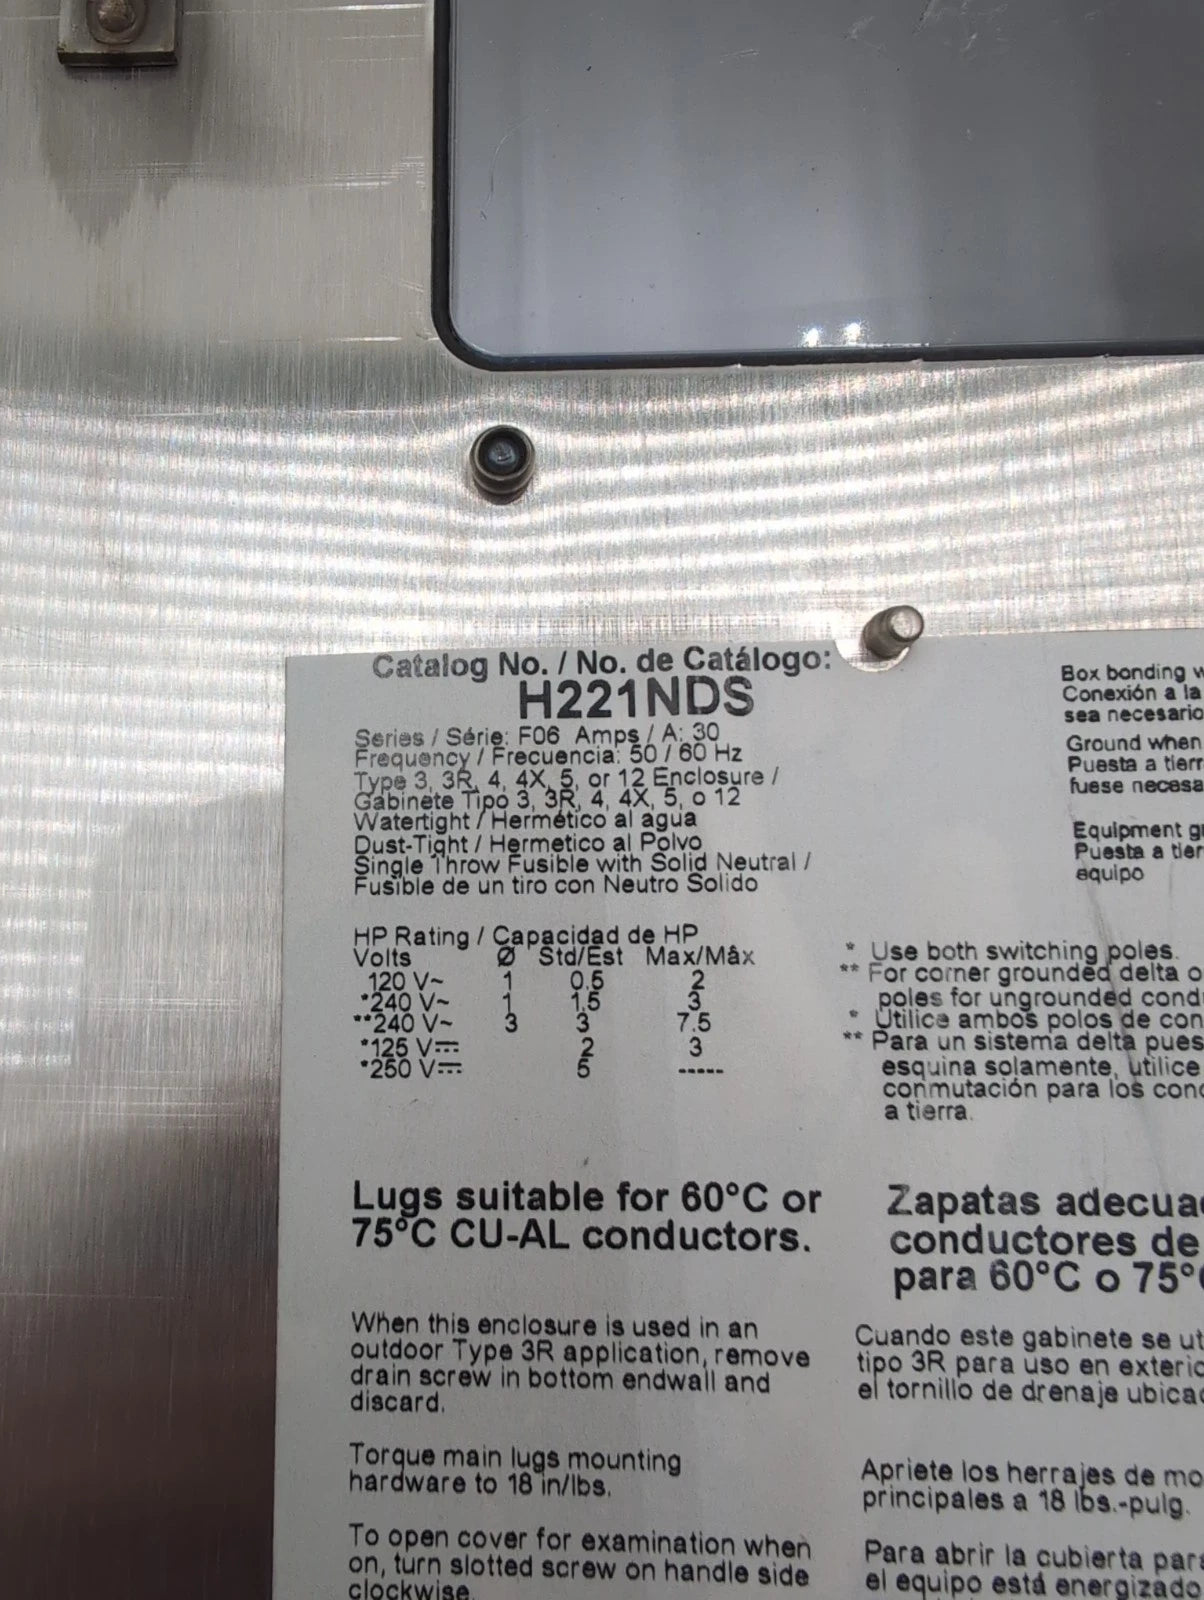 Catalog No. / No. de Catálogo:
H221NDS
Series / Série: F06 Amps / A: 30
Frequency / Frecuencia: 50 / 60 Hz
Type 3, 3R, 4, 4X, 5, or 12 Enclosure /
Gabinete Tipo 3, 3R, 4, 4X, 5, o 12
Watertight / Hermético al agua
Dust-Tight / Hermetico al Polvo
Single Throw Fusible with Solid Neutral /
Fusible de un tiro con Neutro Solido
HP Rating / Capacidad de HP
Volts Ø Std/Est Max/Mâx
120 V~ 1 0.5 2
*240 V~ 1 1.5 3
**240 V~ 3 3 7.5
*125 V⎓ 2 3
*250 V⎓ 5 -----
Lugs suitable for 60°C or
75°C CU-AL conductors.
When this enclosure is used in an
outdoor Type 3R application, remove
drain screw in bottom endwall and
discard.
Torque main lugs mounting
hardware to 18 in/lbs.
To open cover for examination when
on, turn slotted screw on handle side
clockwise.
Box bonding
Conexión a la
sea necesario
Ground when
Puesta a
fuese
Equipment
Puesta a
equipo
* Use both switching poles.
** For corner grounded delta
poles for ungrounded
* Utilice ambos polos de
** Para un sistema delta
esquina solamente, utilice
conmutación para los
a tierra.
Zapatas
conductores de
para 60°C o 75°
Cuando este gabinete se
tipo 3R para uso en
el tornillo de drenaje
Apriete los herrajes de
principales a 18 lbs.-pulg.
Para abrir la cubierta
el equipo está energizado